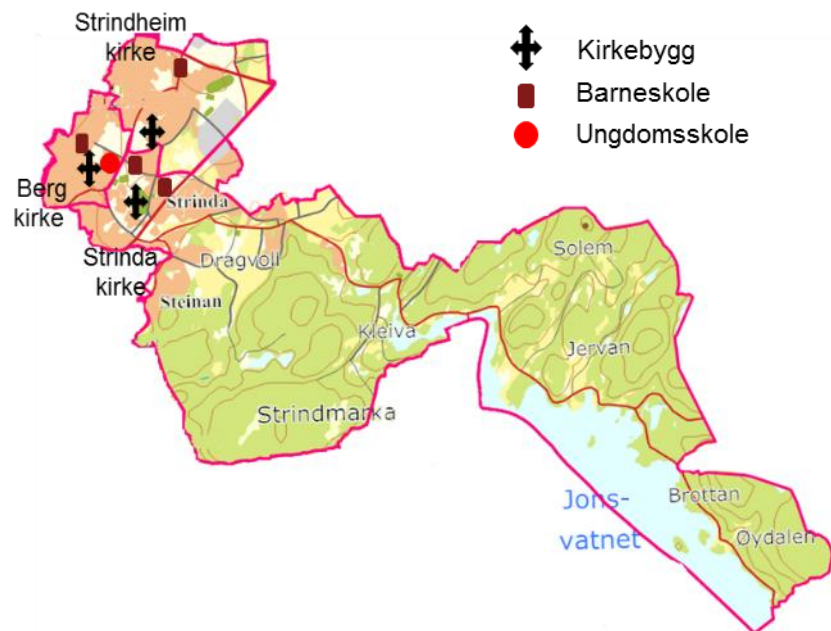 Strindheim
kirke
Kirkebygg
Barneskole
Ungdomsskole
Berg
kirke
Strinda
Strinda
kirke
Dragvoll
Steinan
Solem
Kleiva
Jervan
Strindmarka
Jons-
vatnet
Brottan
Øydalen